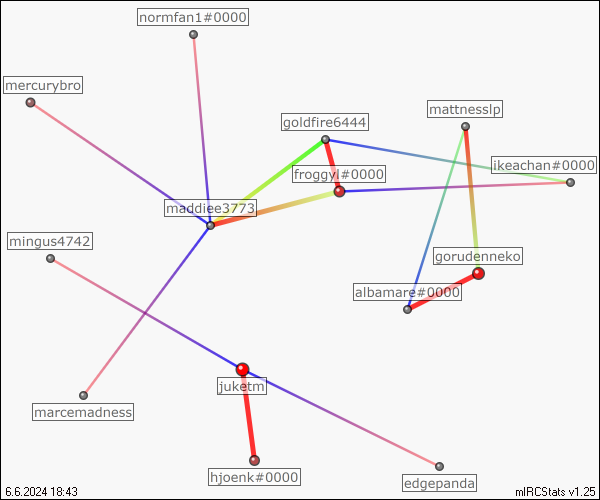 normfan1#0000
mercurybro
goldfire6444
mattnesslp
ikeachan#0000
froggyl#0000
maddiee3773
mingus4742
gorudenneko
albamare#0000
juketm
marcemadness
hjoenk#0000
edgepanda
6.6.2024 18:43
mIRCStats v1.25